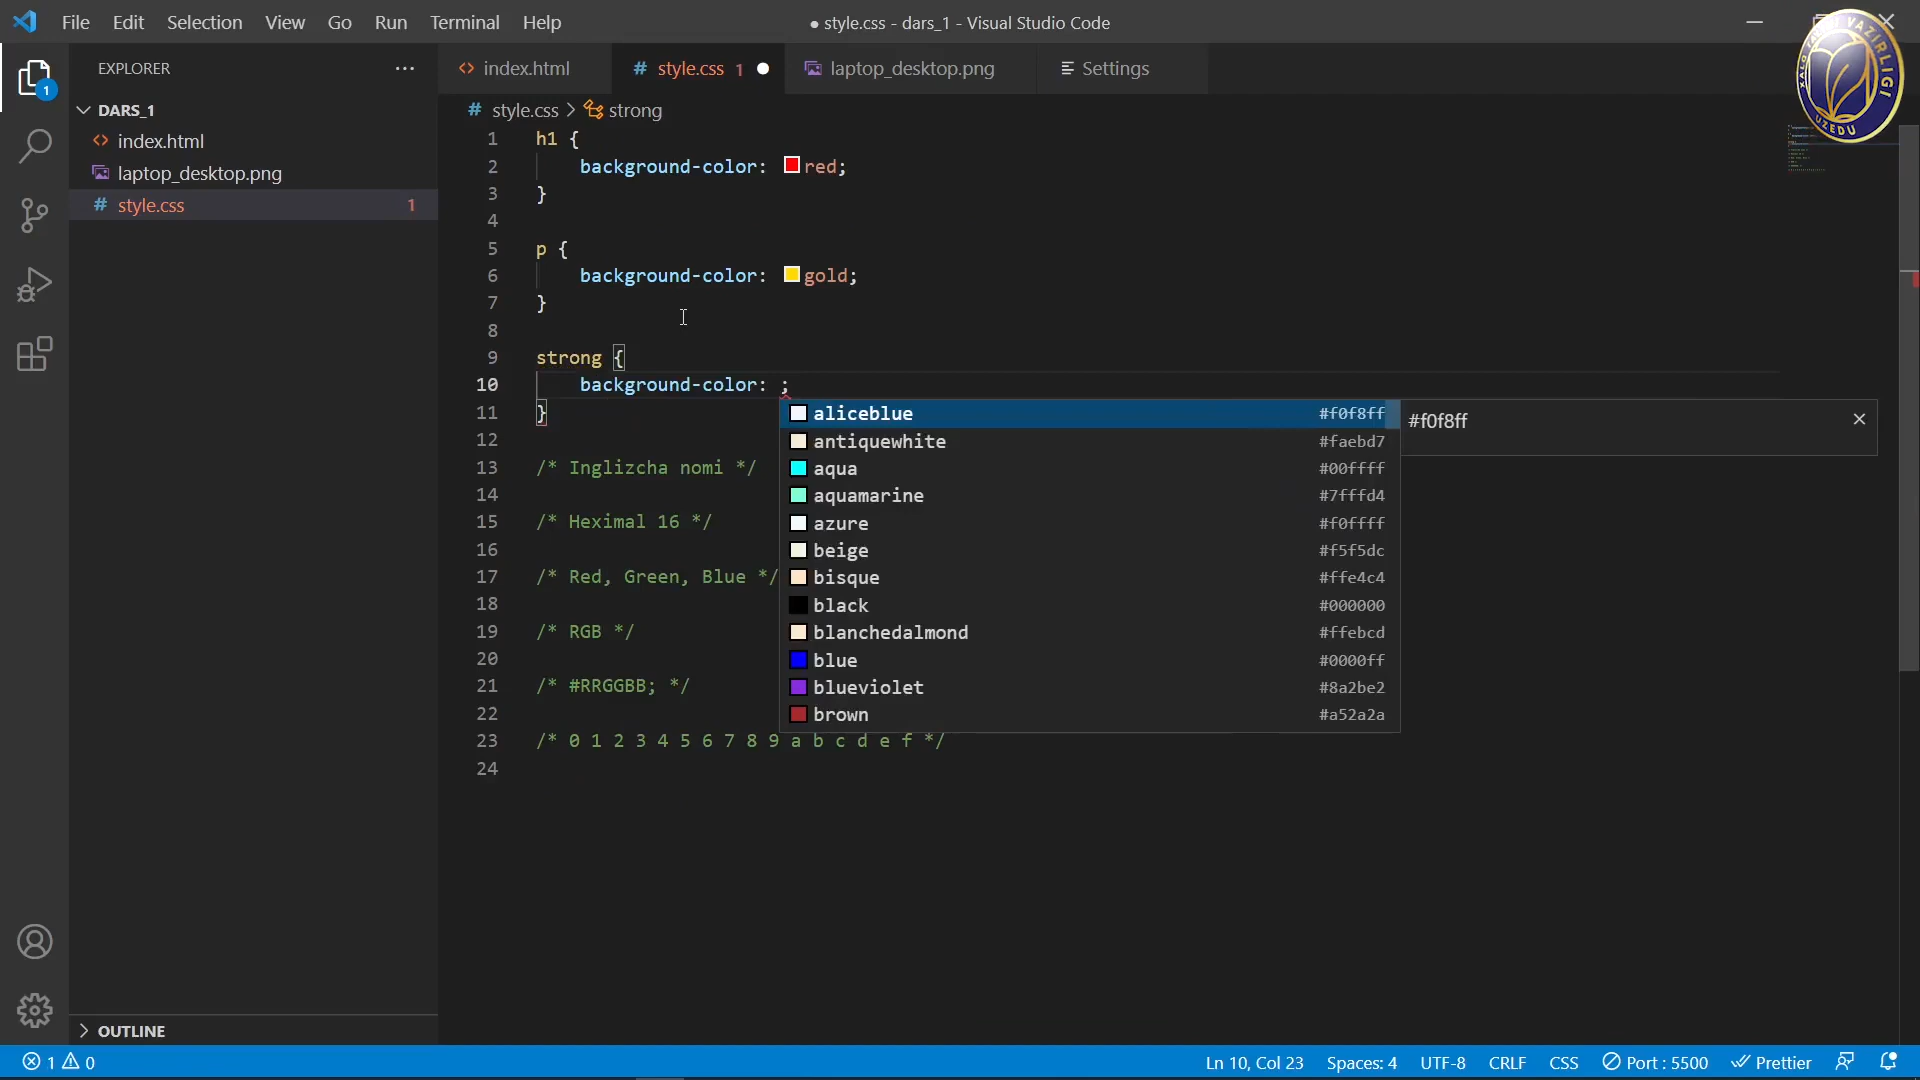 File Edit Selection View Go Run Terminal Help
● style.css - dars_1 - Visual Studio Code
XALQ TA'LIMI VAZIRLIGI
UZEDU
EXPLORER
index.html
# style.css 1
laptop_desktop.png
Settings
1
DARS_1
index.html
laptop_desktop.png
# style.css 1
# style.css > strong
1 h1 {
2 background-color: red;
3 }
4
5 p {
6 background-color: gold;
7 }
8
9 strong {
10 background-color: ;
11 }
12
13 /* Inglizcha nomi */
14
15 /* Heximal 16 */
16
17 /* Red, Green, Blue */
18
19 /* RGB */
20
21 /* #RRGGBB; */
22
23 /* 0 1 2 3 4 5 6 7 8 9 a b c d e f */
24
aliceblue #f0f8ff
antiquewhite #faebd7
aqua #00ffff
aquamarine #7fffd4
azure #f0ffff
beige #f5f5dc
bisque #ffe4c4
black #000000
blanchedalmond #ffebcd
blue #0000ff
blueviolet #8a2be2
brown #a52a2a
#f0f8ff
OUTLINE
1 0
Ln 10, Col 23 Spaces: 4 UTF-8 CRLF CSS Port : 5500 Prettier